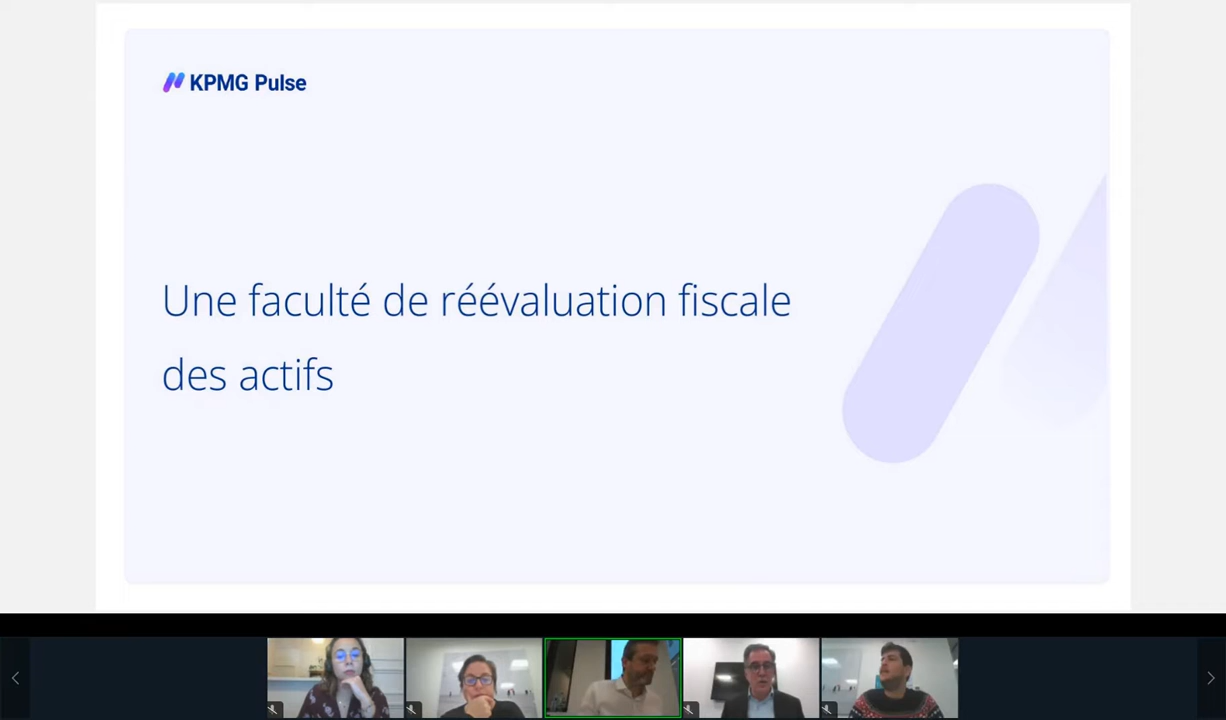 KPMG Pulse
Une faculté de réévaluation fiscale
des actifs